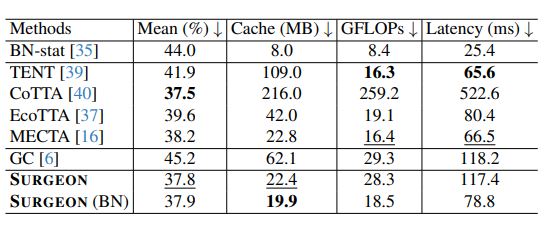 Methods Mean (%) ↓ Cache (MB) ↓ GFLOPs ↓ Latency (ms) ↓
BN-stat [35] 44.0 8.0 8.4 25.4
TENT [39] 41.9 109.0 16.3 65.6
CoTTA [40] 37.5 216.0 259.2 522.6
EcoTTA [37] 39.6 42.0 19.1 80.4
MECTA [16] 38.2 22.8 16.4 66.5
GC [6] 45.2 62.1 29.3 118.2
SURGEON 37.8 22.4 28.3 117.4
SURGEON (BN) 37.9 19.9 18.5 78.8